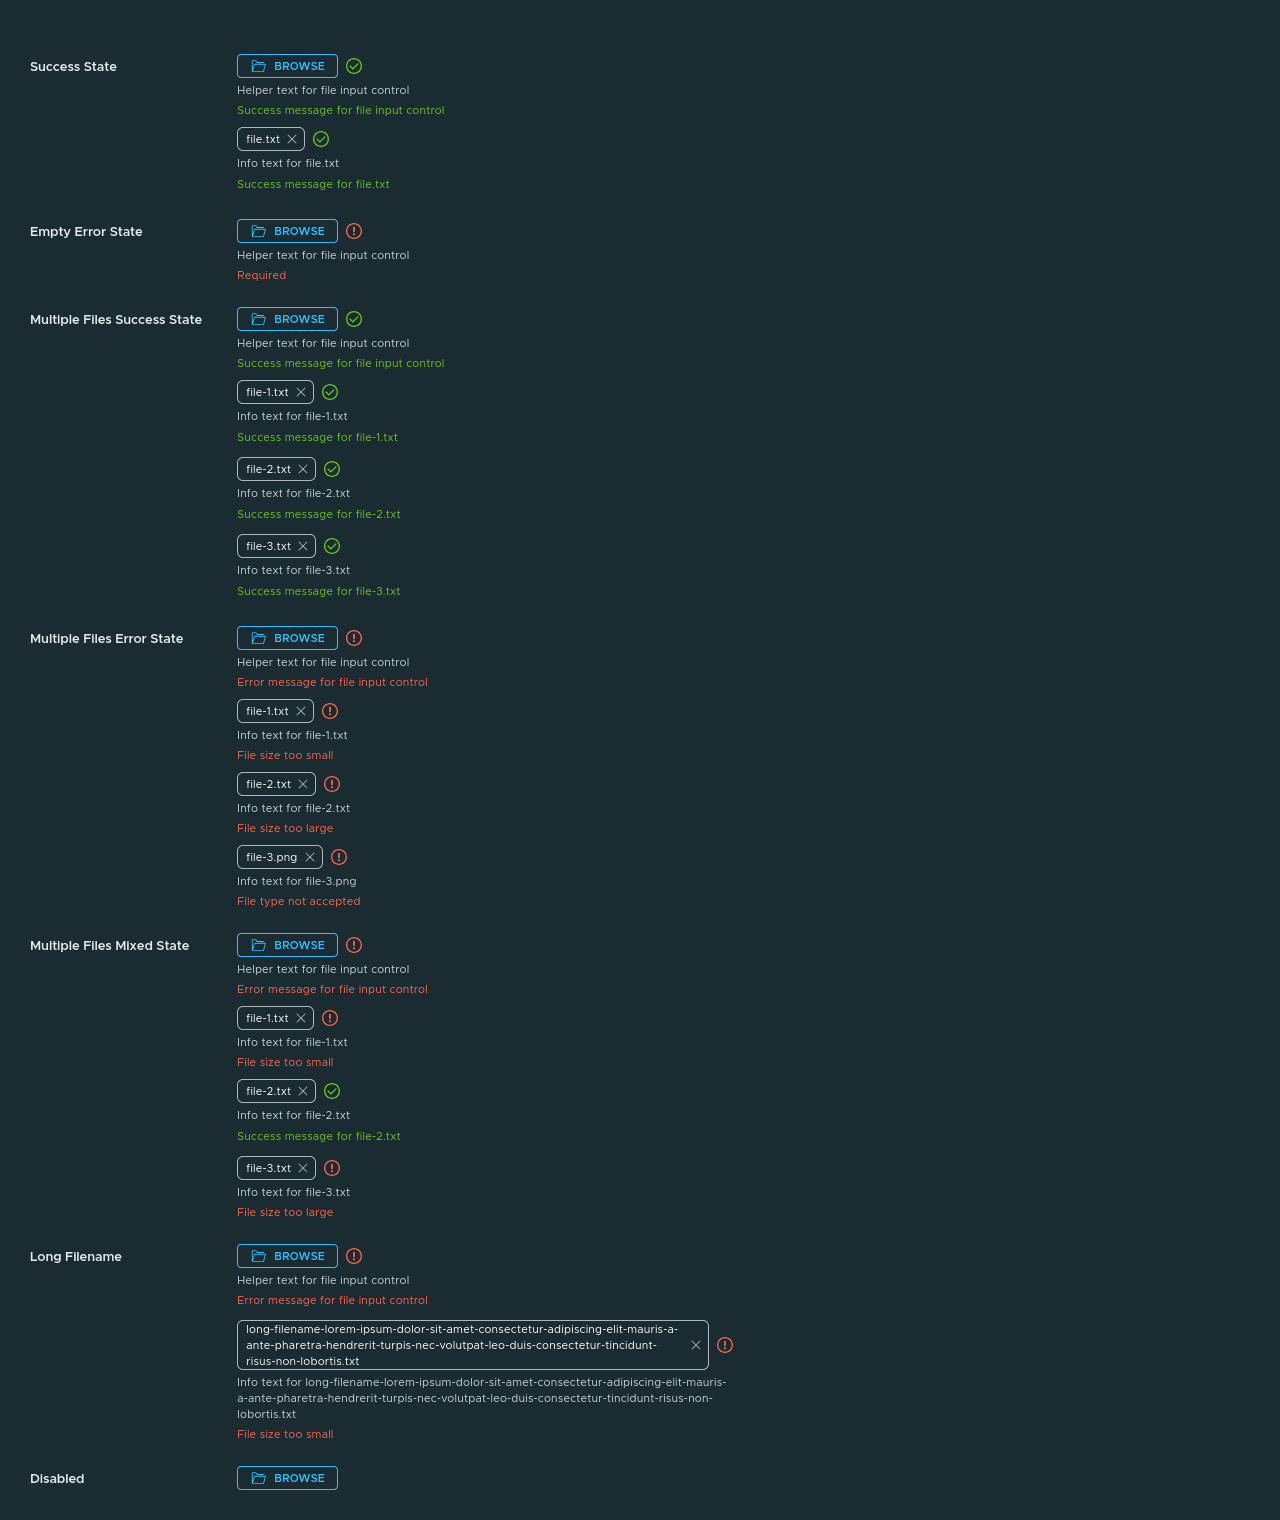 Success State
BROWSE
Helper text for file input control
Success message for file input control
file.txt
Info text for file.txt
Success message for file.txt
Empty Error State
BROWSE
Helper text for file input control
Required
Multiple Files Success State
BROWSE
Helper text for file input control
Success message for file input control
file-1.txt
Info text for file-1.txt
Success message for file-1.txt
file-2.txt
Info text for file-2.txt
Success message for file-2.txt
file-3.txt
Info text for file-3.txt
Success message for file-3.txt
Multiple Files Error State
BROWSE
Helper text for file input control
Error message for file input control
file-1.txt
Info text for file-1.txt
File size too small
file-2.txt
Info text for file-2.txt
File size too large
file-3.png
Info text for file-3.png
File type not accepted
Multiple Files Mixed State
BROWSE
Helper text for file input control
Error message for file input control
file-1.txt
Info text for file-1.txt
File size too small
file-2.txt
Info text for file-2.txt
Success message for file-2.txt
file-3.txt
Info text for file-3.txt
File size too large
Long Filename
BROWSE
Helper text for file input control
Error message for file input control
long-filename-lorem-ipsum-dolor-sit-amet-consectetur-adipiscing-elit-mauris-a-
ante-pharetra-hendrerit-turpis-nec-volutpat-leo-duis-consectetur-tincidunt-
risus-non-lobortis.txt
Info text for long-filename-lorem-ipsum-dolor-sit-amet-consectetur-adipiscing-elit-mauris-
a-ante-pharetra-hendrerit-turpis-nec-volutpat-leo-duis-consectetur-tincidunt-risus-non-
lobortis.txt
File size too small
Disabled
BROWSE